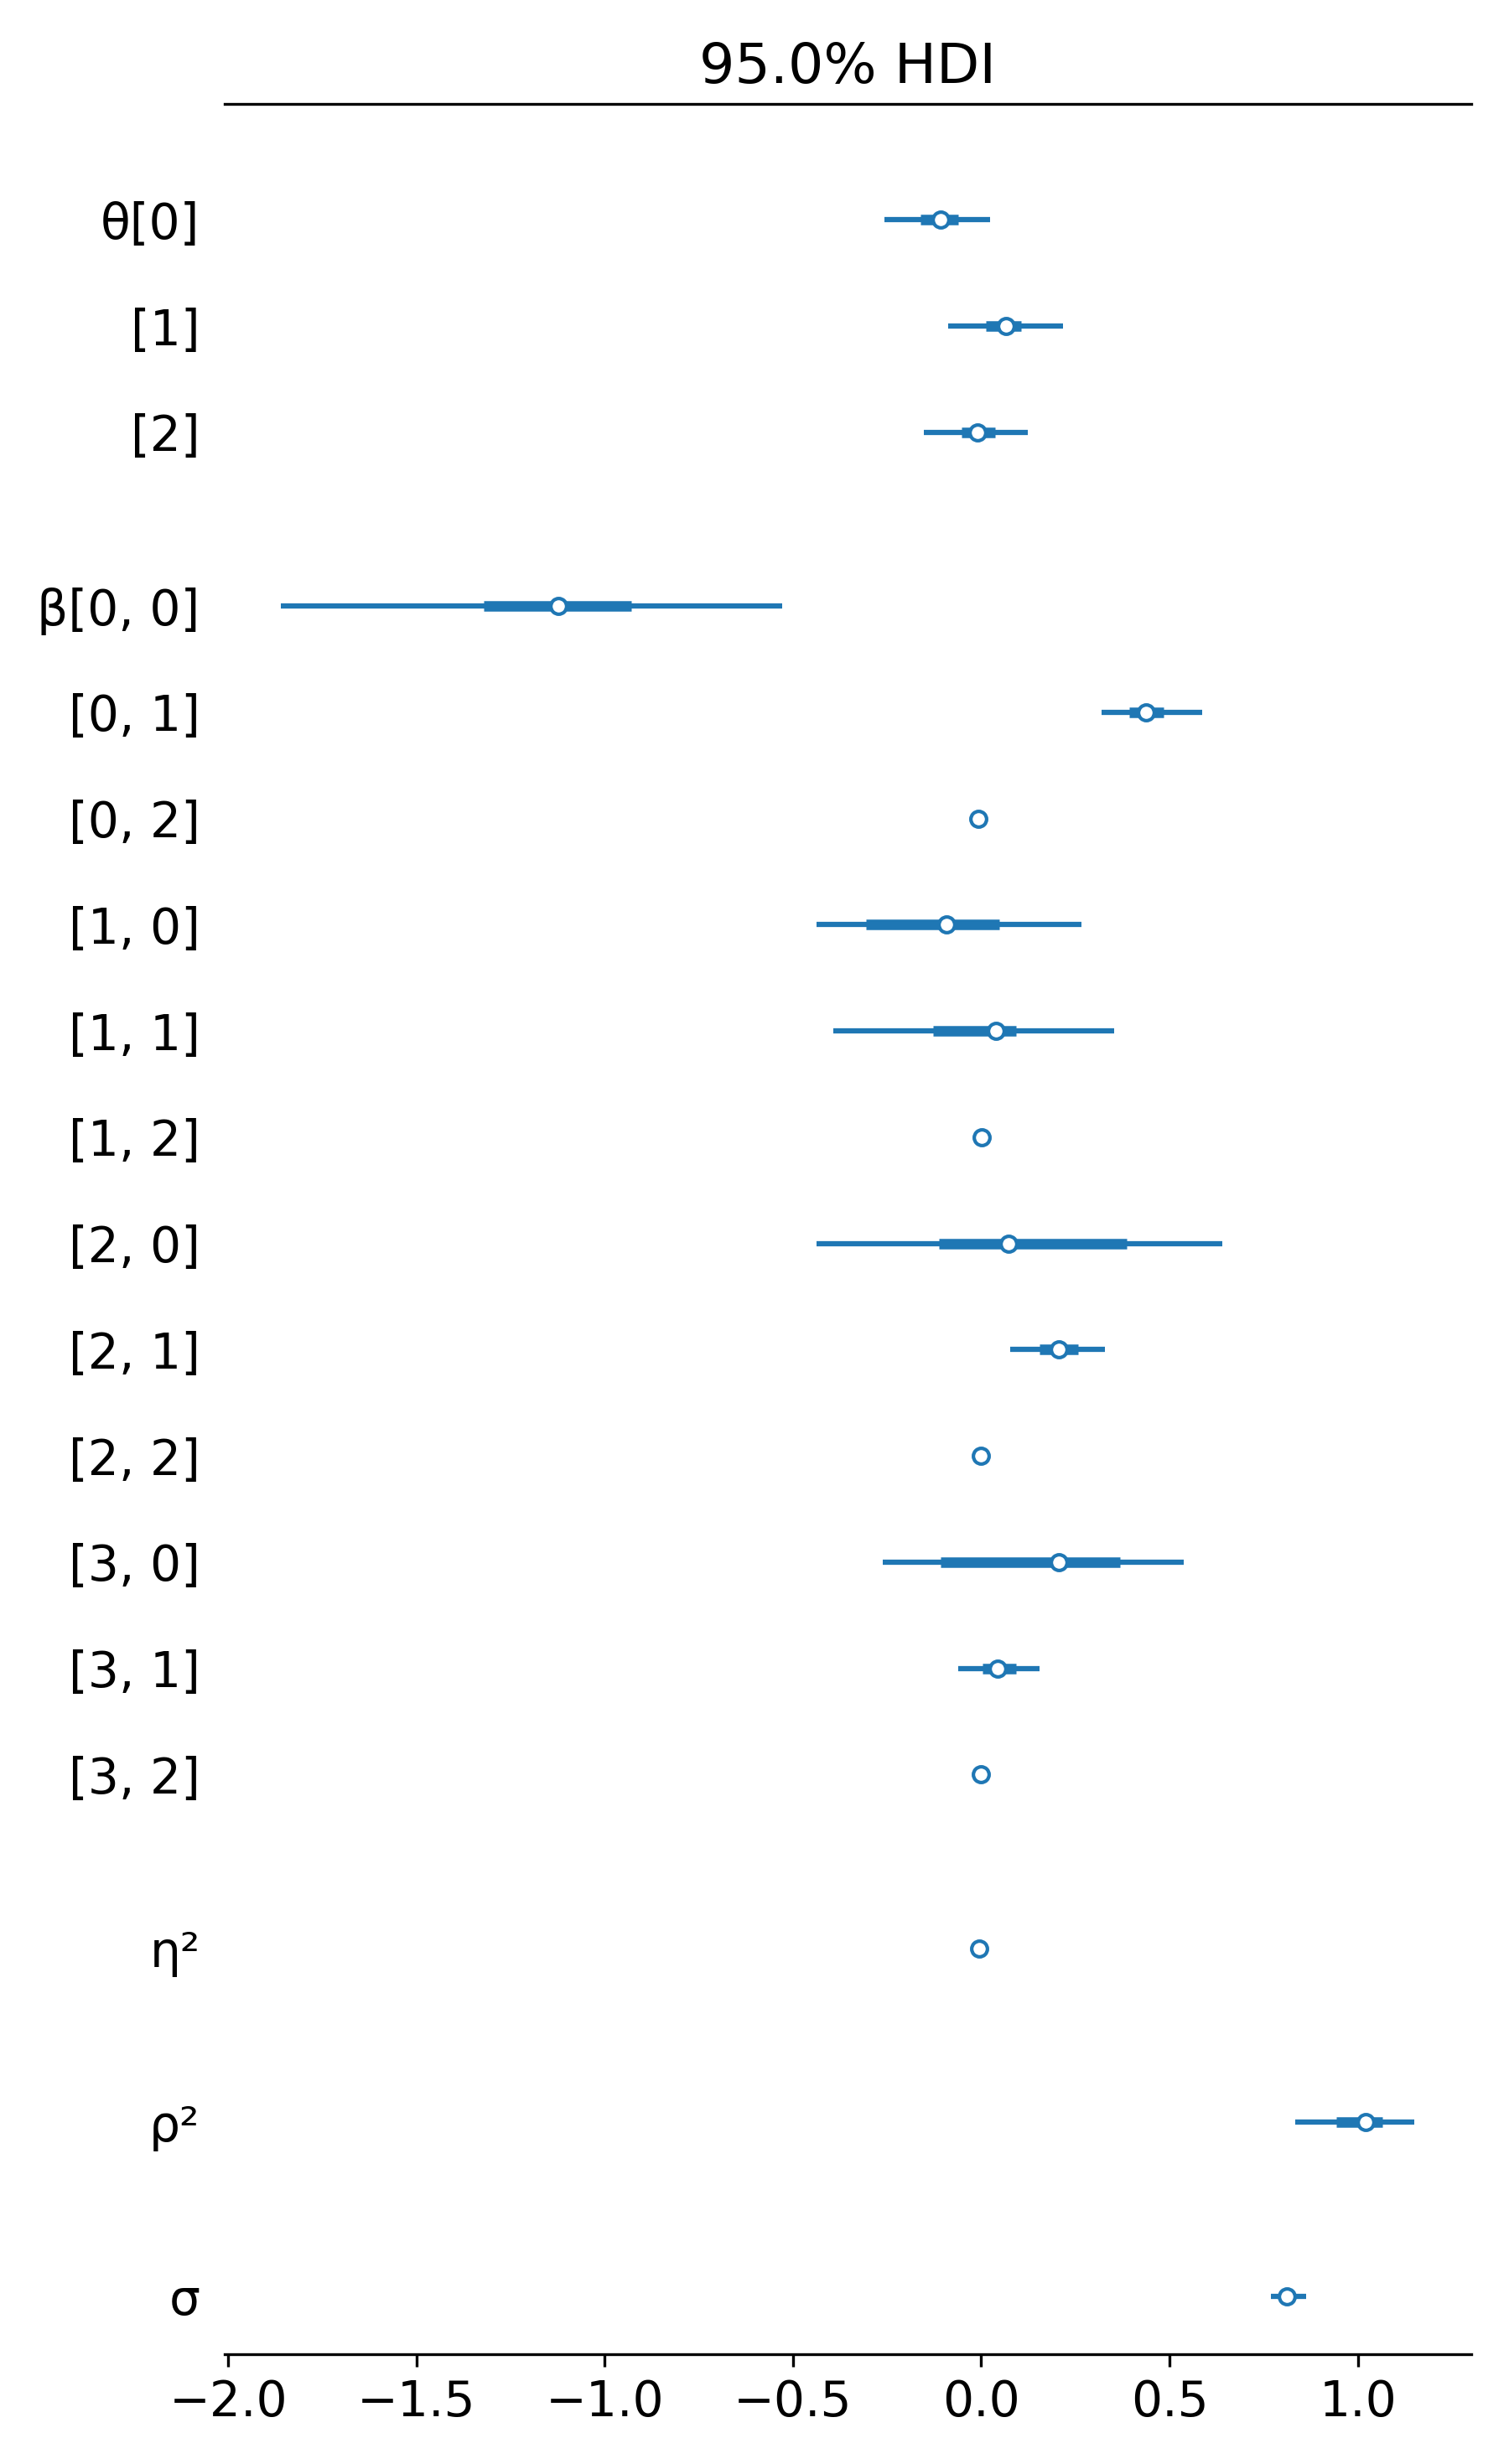 95.0% HDI
θ[0]
[1]
[2]
β[0, 0]
[0, 1]
[0, 2]
[1, 0]
[1, 1]
[1, 2]
[2, 0]
[2, 1]
[2, 2]
[3, 0]
[3, 1]
[3, 2]
η²
ρ²
σ
−2.0 −1.5 −1.0 −0.5 0.0 0.5 1.0